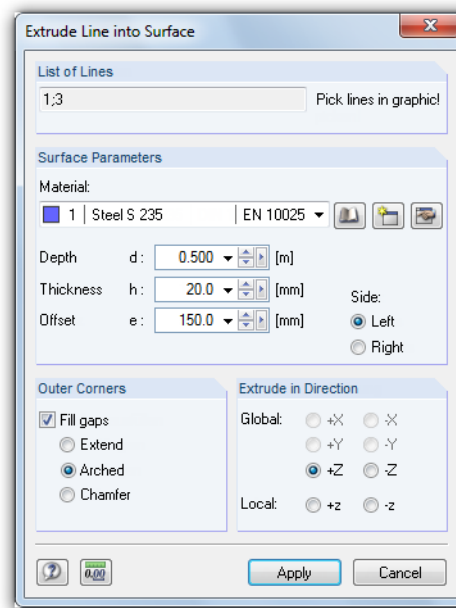 Extrude Line into Surface
List of Lines
1;3 Pick lines in graphic!
Surface Parameters
Material:
1 Steel S 235 EN 10025
Depth d : 0.500 [m]
Thickness h : 20.0 [mm]
Offset e : 150.0 [mm]
Side:
Left
Right
Outer Corners
Fill gaps
Extend
Arched
Chamfer
Extrude in Direction
Global: +X -X
+Y -Y
+Z -Z
Local: +z -z
0.00
Apply Cancel